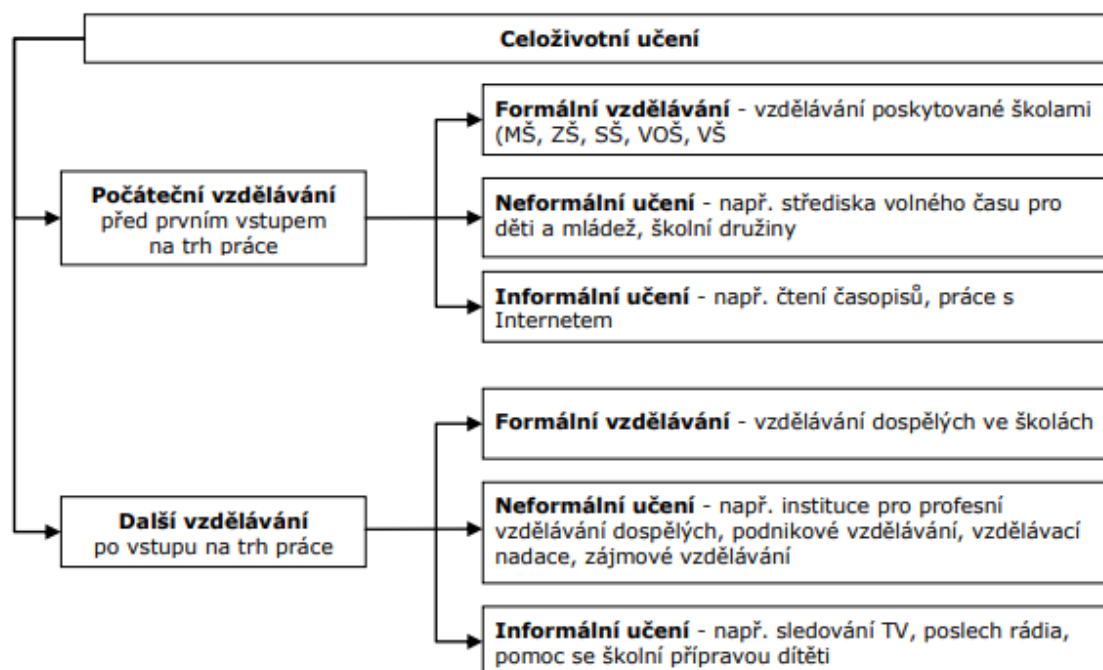 Celoživotní učení
Formální vzdělávání - vzdělávání poskytované školami
(MŠ, ZŠ, SŠ, VOŠ, VŠ
Počáteční vzdělávání
před prvním vstupem
na trh práce
Neformální učení - např. střediska volného času pro
děti a mládež, školní družiny
Informální učení - např. čtení časopisů, práce s
Internetem
Formální vzdělávání - vzdělávání dospělých ve školách
Další vzdělávání
po vstupu na trh práce
Neformální učení - např. instituce pro profesní
vzdělávání dospělých, podnikové vzdělávání, vzdělávací
nadace, zájmové vzdělávání
Informální učení - např. sledování TV, poslech rádia,
pomoc se školní přípravou dítěti